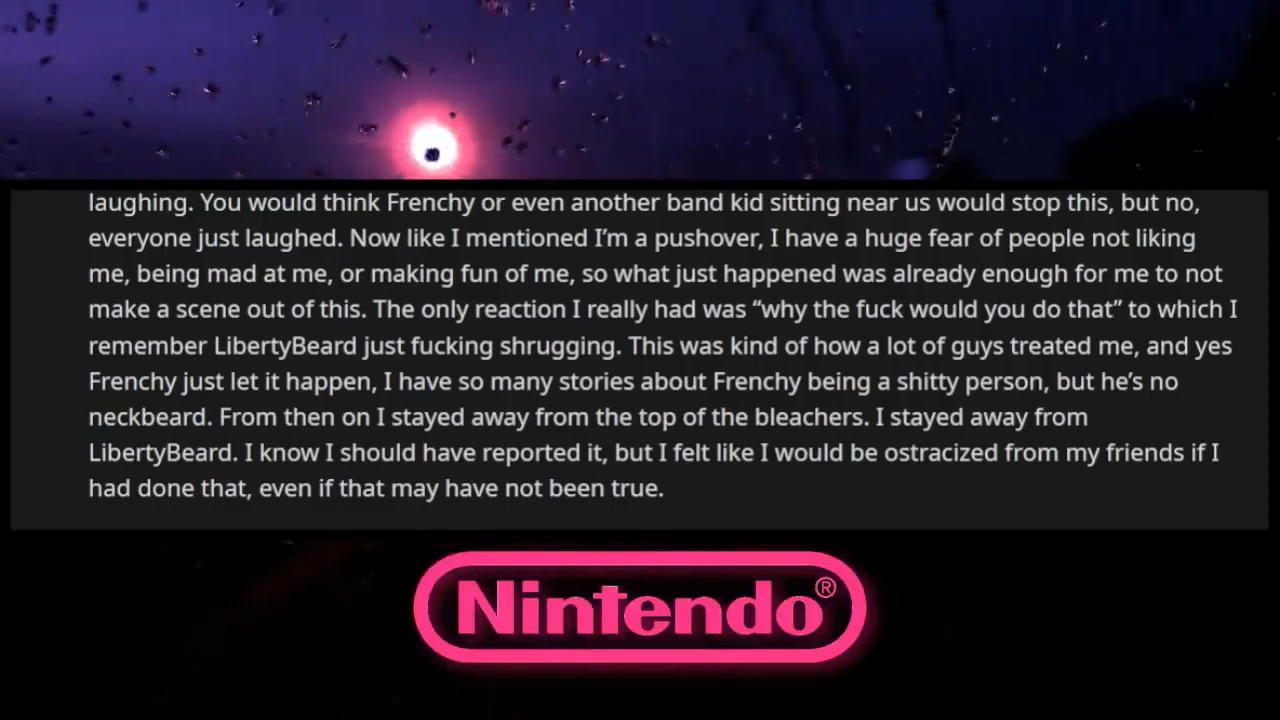 laughing. You would think Frenchy or even another band kid sitting near us would stop this, but no,
everyone just laughed. Now like I mentioned I’m a pushover, I have a huge fear of people not liking
me, being mad at me, or making fun of me, so what just happened was already enough for me to not
make a scene out of this. The only reaction I really had was “why the fuck would you do that” to which I
remember LibertyBeard just fucking shrugging. This was kind of how a lot of guys treated me, and yes
Frenchy just let it happen, I have so many stories about Frenchy being a shitty person, but he’s no
neckbeard. From then on I stayed away from the top of the bleachers. I stayed away from
LibertyBeard. I know I should have reported it, but I felt like I would be ostracized from my friends if I
had done that, even if that may have not been true.
Nintendo®